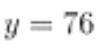 y = 76